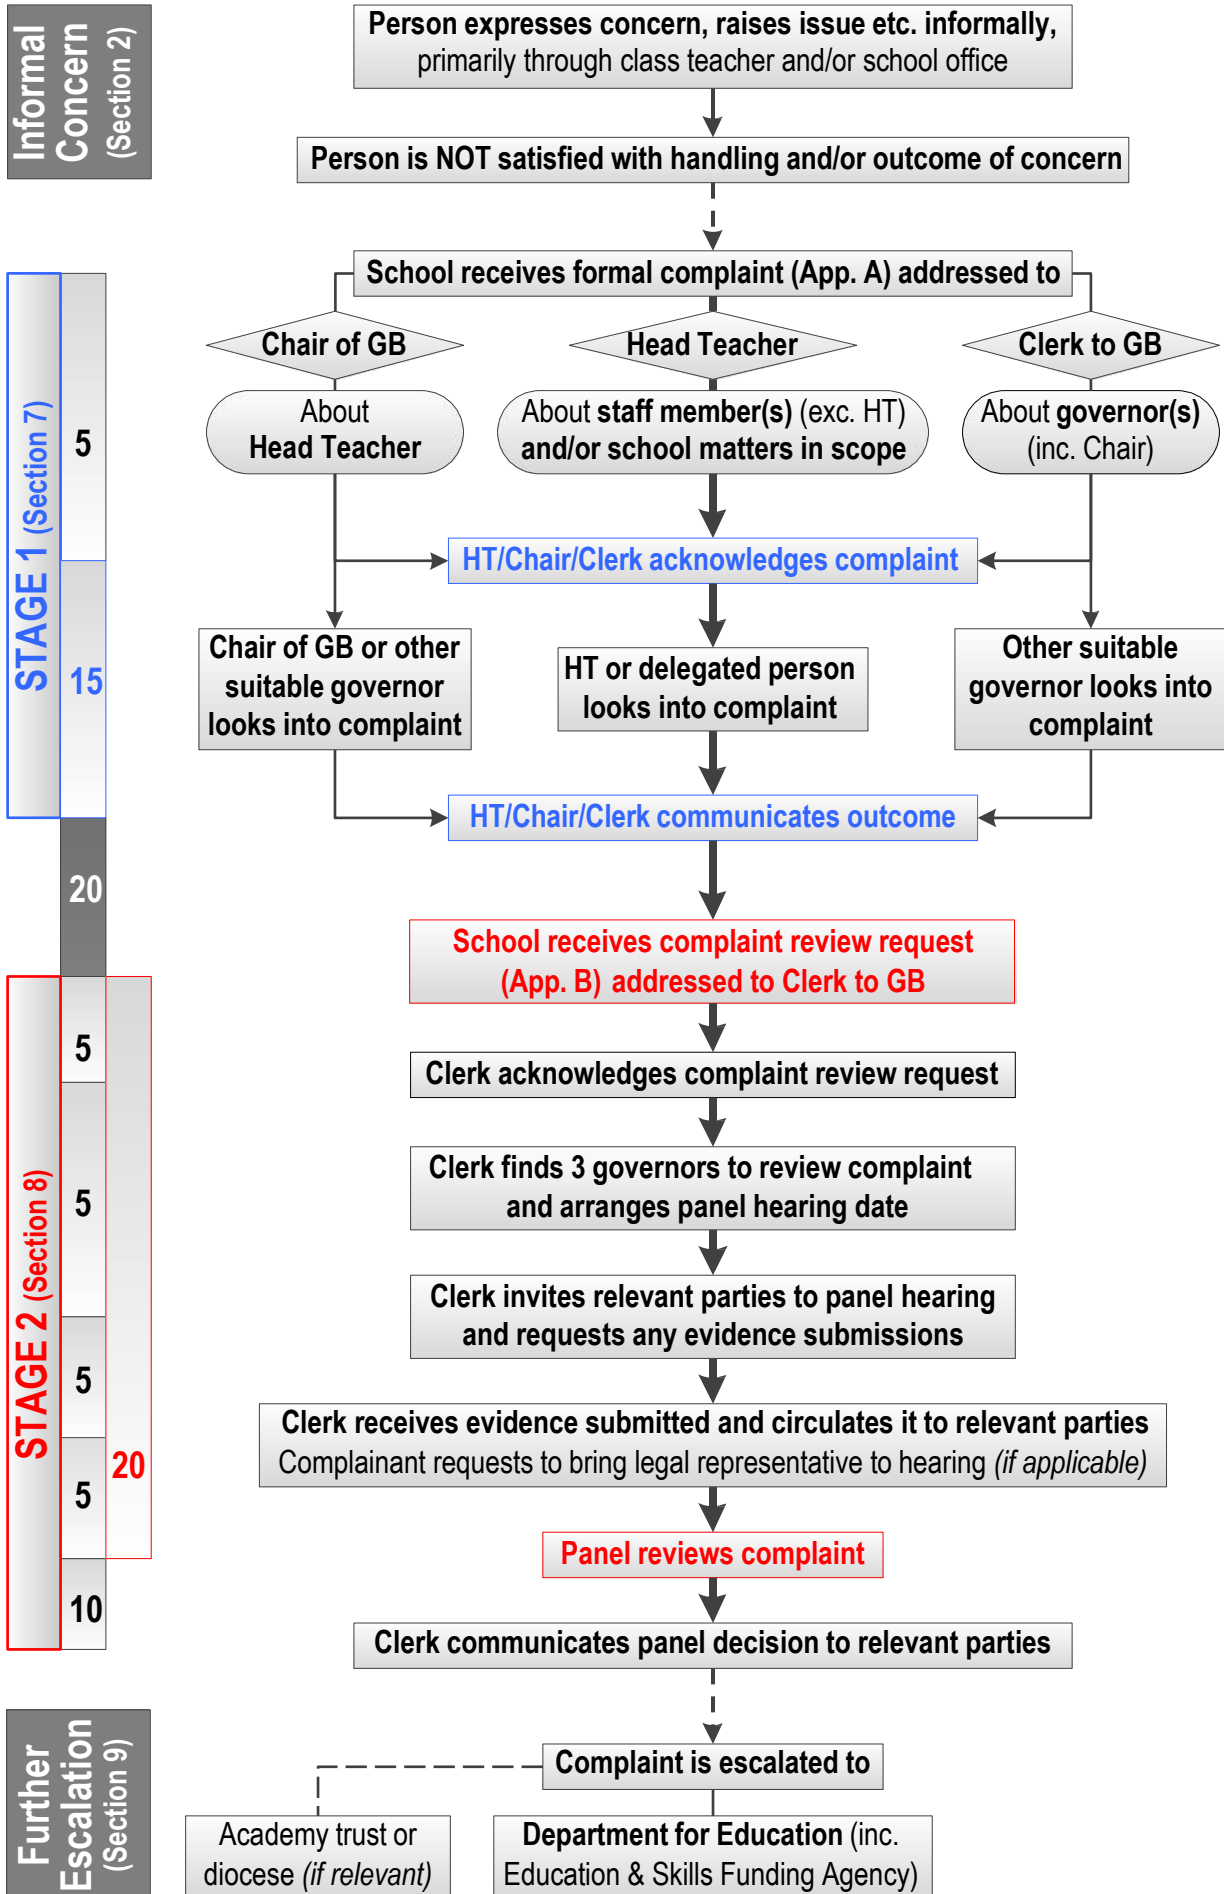 Informal
Concern
(Section 2)
Person expresses concern, raises issue etc. informally,
primarily through class teacher and/or school office
Person is NOT satisfied with handling and/or outcome of concern
STAGE 1 (Section 7)
5
15
School receives formal complaint (App. A) addressed to
Chair of GB
Head Teacher
Clerk to GB
About
Head Teacher
About staff member(s) (exc. HT)
and/or school matters in scope
About governor(s)
(inc. Chair)
HT/Chair/Clerk acknowledges complaint
Chair of GB or other
suitable governor
looks into complaint
HT or delegated person
looks into complaint
Other suitable
governor looks into
complaint
HT/Chair/Clerk communicates outcome
20
School receives complaint review request
(App. B) addressed to Clerk to GB
STAGE 2 (Section 8)
5
5
5
5
20
10
Clerk acknowledges complaint review request
Clerk finds 3 governors to review complaint
and arranges panel hearing date
Clerk invites relevant parties to panel hearing
and requests any evidence submissions
Clerk receives evidence submitted and circulates it to relevant parties
Complainant requests to bring legal representative to hearing (if applicable)
Panel reviews complaint
Clerk communicates panel decision to relevant parties
Further
Escalation
(Section 9)
Complaint is escalated to
Academy trust or
diocese (if relevant)
Department for Education (inc.
Education & Skills Funding Agency)